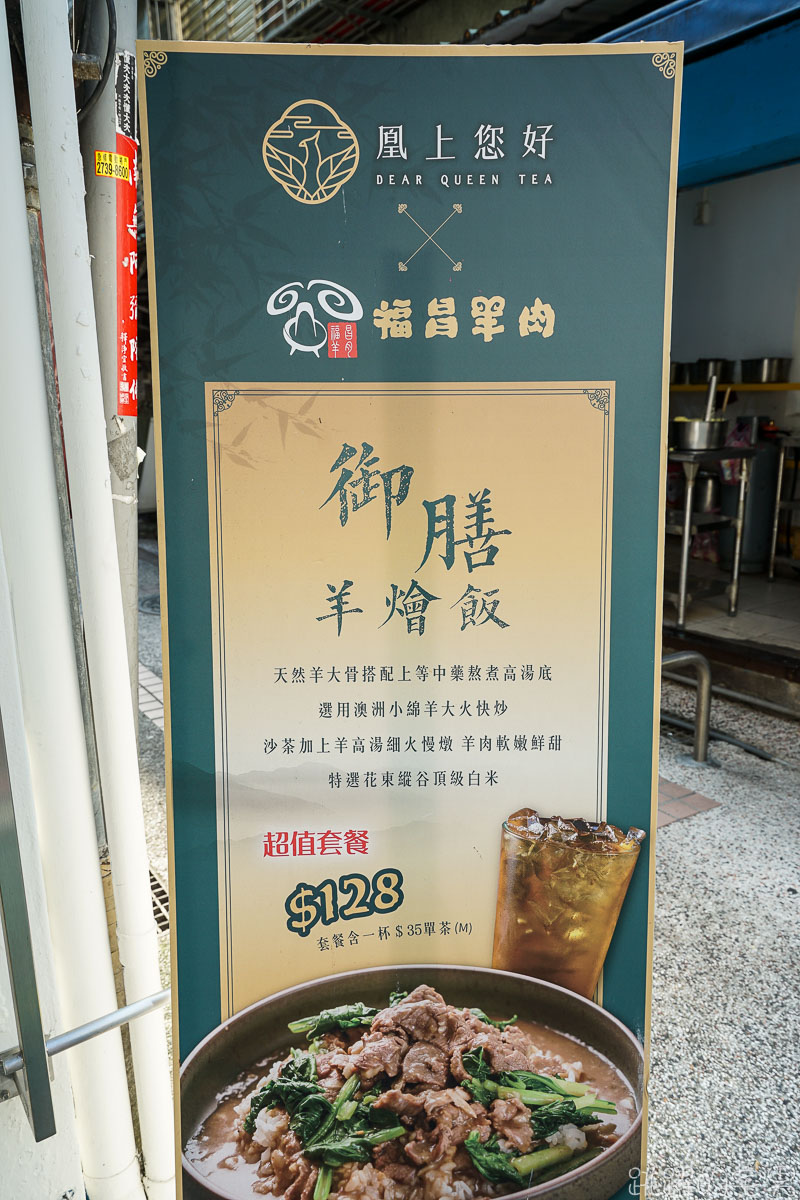 凰上您好
DEAR QUEEN TEA
福昌羊肉
御膳
羊燴飯
天然羊大骨搭配上等中藥熬煮高湯底
選用澳洲小綿羊大火快炒
沙茶加上羊高湯細火慢燉 羊肉軟嫩鮮甜
特選花東縱谷頂級白米
超值套餐
$128
套餐含一杯$35單茶(M)
2739-8600